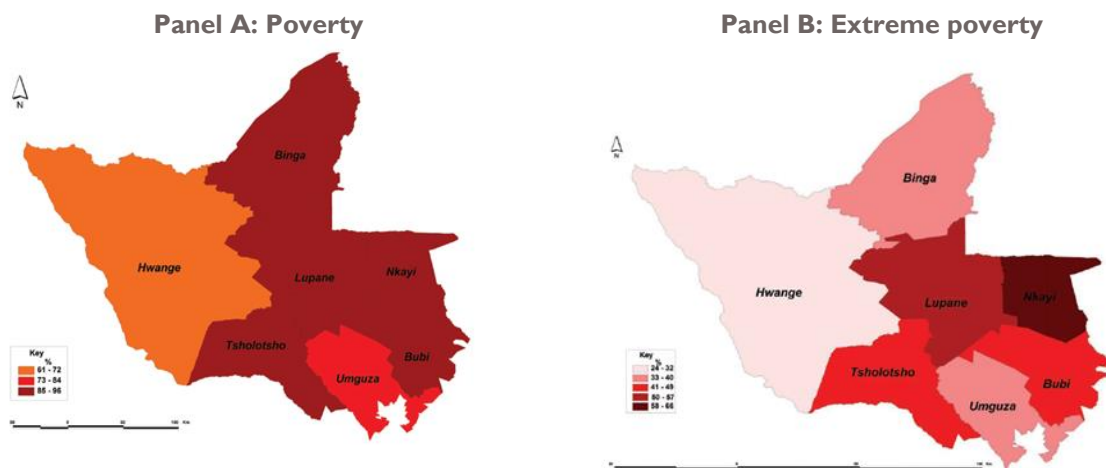 Panel A: Poverty
N
Binga
Hwange
Lupane
Nkayi
Tsholotsho
Bubi
Umguza
Key
%
61 - 72
73 - 84
85 - 96
Panel B: Extreme poverty
N
Binga
Hwange
Lupane
Nkayi
Tsholotsho
Bubi
Umguza
Key
%
24 - 32
33 - 40
41 - 49
50 - 57
58 - 66